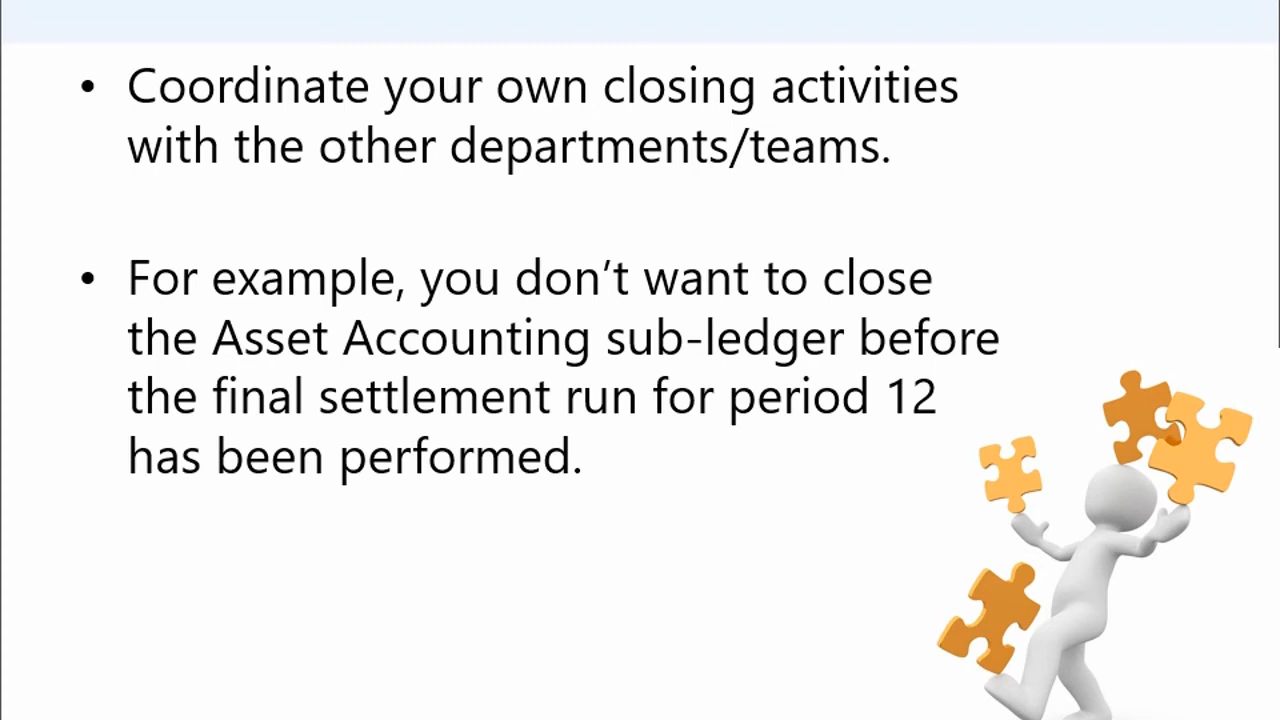 • Coordinate your own closing activities
with the other departments/teams.
• For example, you don’t want to close
the Asset Accounting sub-ledger before
the final settlement run for period 12
has been performed.